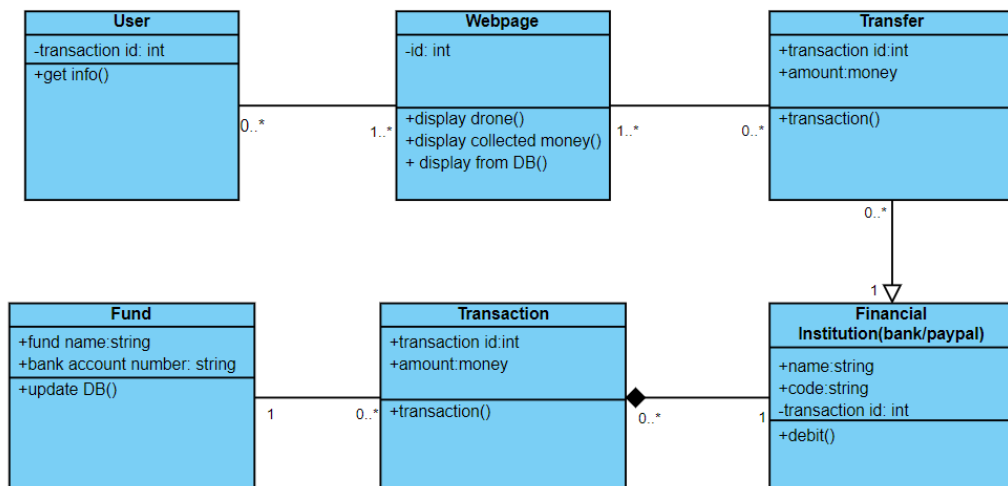 User
-transaction id: int
+get info()
0..*
1..*
Webpage
-id: int
+display drone()
+display collected money()
+ display from DB()
1..*
0..*
Transfer
+transaction id:int
+amount:money
+transaction()
0..*
1
Fund
+fund name:string
+bank account number: string
+update DB()
1
0..*
Transaction
+transaction id:int
+amount:money
+transaction()
0..*
1
Financial
Institution(bank/paypal)
+name:string
+code:string
-transaction id: int
+debit()